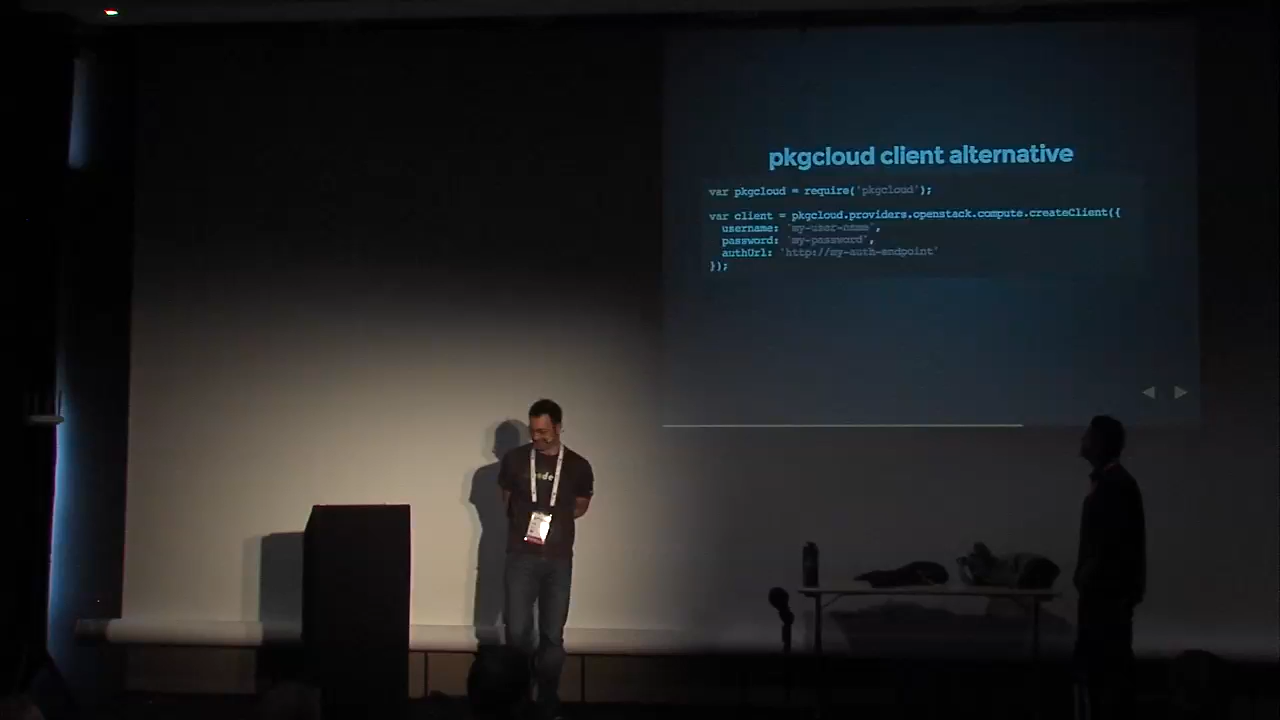 pkgcloud client alternative
var pkgcloud = require('pkgcloud');
var client = pkgcloud.providers.openstack.compute.createClient({
username: 'my-user-name',
password: 'my-password',
authUrl: 'http://my-auth-endpoint'
});